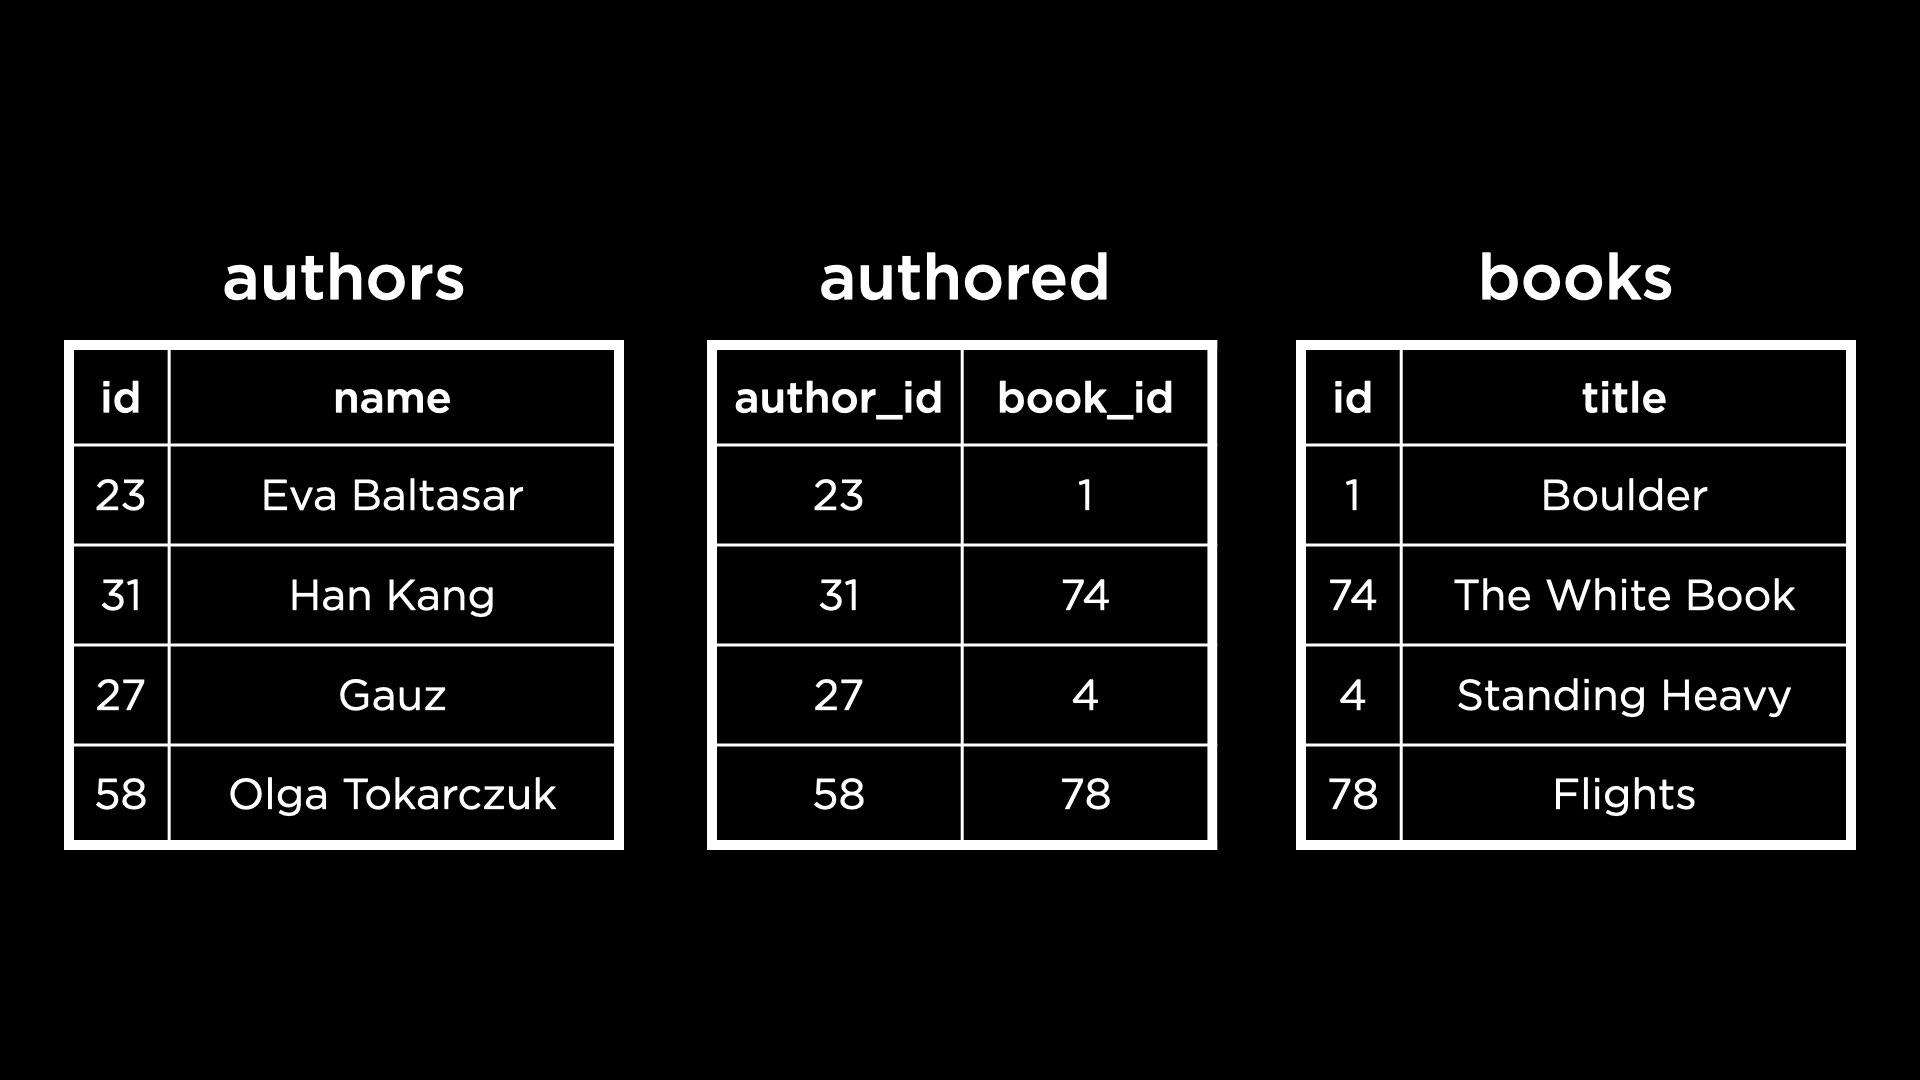 authors
id name
23 Eva Baltasar
31 Han Kang
27 Gauz
58 Olga Tokarczuk
authored
author_id book_id
23 1
31 74
27 4
58 78
books
id title
1 Boulder
74 The White Book
4 Standing Heavy
78 Flights